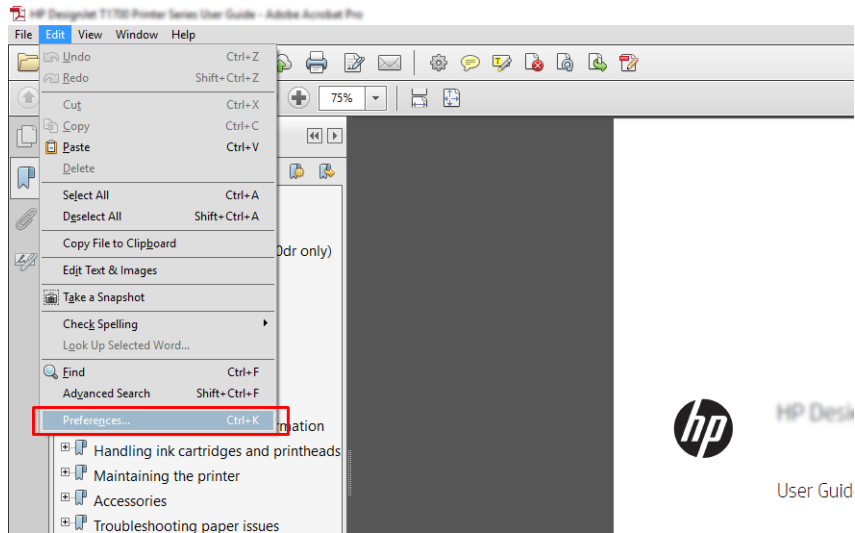 HP DesignJet T1700 Printer Series User Guide - Adobe Acrobat Pro
File Edit View Window Help
Undo Ctrl+Z
Redo Shift+Ctrl+Z
Cut Ctrl+X
75%
Copy Ctrl+C
Paste Ctrl+V
Delete
Select All Ctrl+A
Deselect All Shift+Ctrl+A
Copy File to Clipboard
0dr only)
Edit Text & Images
Take a Snapshot
Check Spelling
Look Up Selected Word...
Find Ctrl+F
Advanced Search Shift+Ctrl+F
Preferences... Ctrl+K
rmation
hp
HP Desi
Handling ink cartridges and printheads
Maintaining the printer
User Guid
Accessories
Troubleshooting paper issues